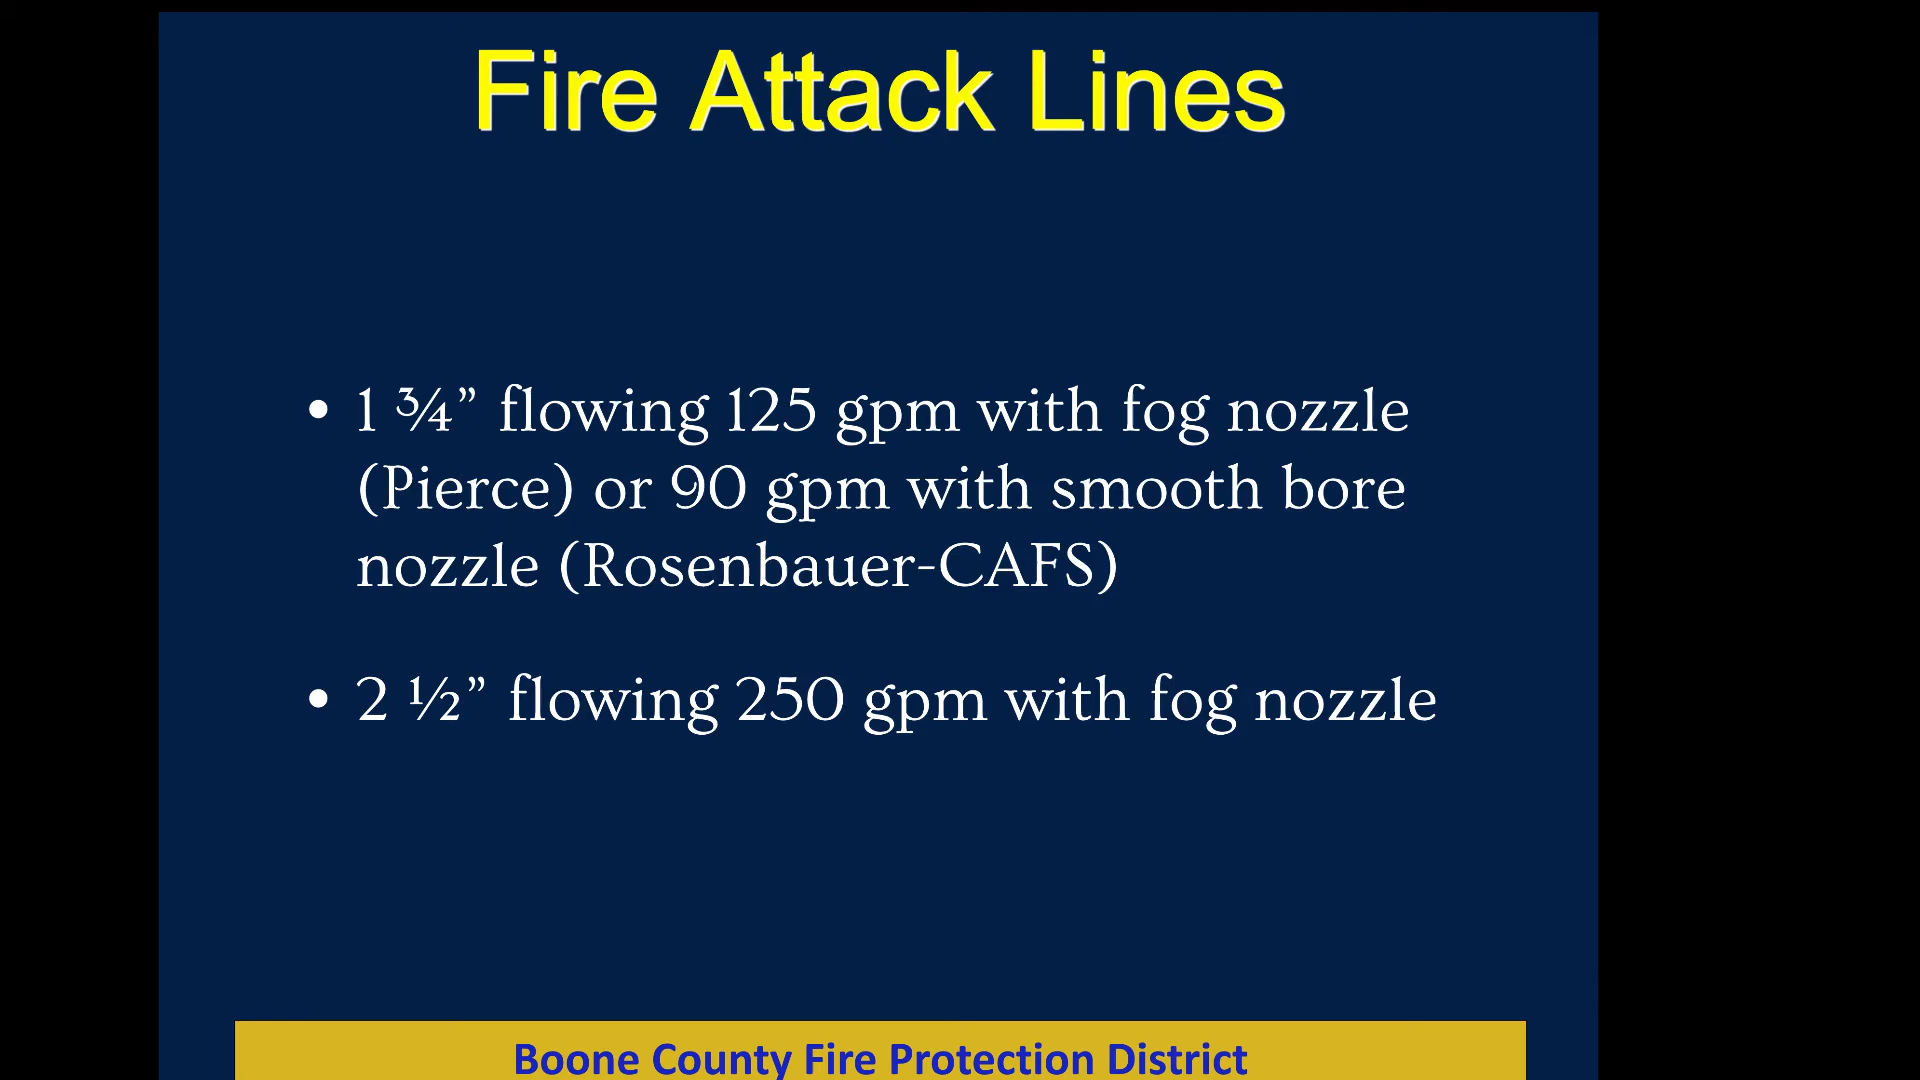 Fire Attack Lines
• 1 ¾” flowing 125 gpm with fog nozzle
(Pierce) or 90 gpm with smooth bore
nozzle (Rosenbauer-CAFS)
• 2 ½” flowing 250 gpm with fog nozzle
Boone County Fire Protection District